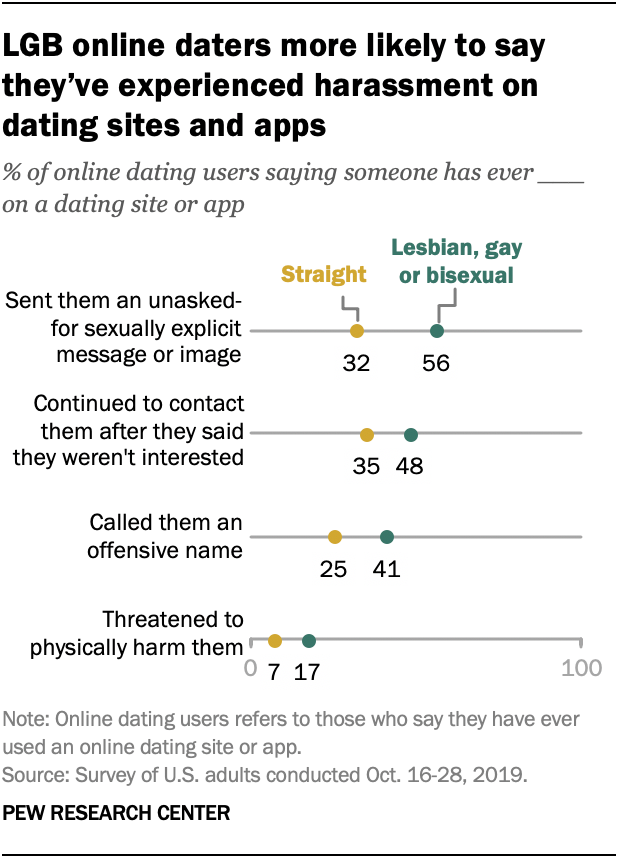 LGB online daters more likely to say
they’ve experienced harassment on
dating sites and apps
% of online dating users saying someone has ever ___
on a dating site or app
Straight
Lesbian, gay
or bisexual
Sent them an unasked-
for sexually explicit
message or image
32 56
Continued to contact
them after they said
they weren't interested
35 48
Called them an
offensive name
25 41
Threatened to
physically harm them
0 7 17 100
Note: Online dating users refers to those who say they have ever
used an online dating site or app.
Source: Survey of U.S. adults conducted Oct. 16-28, 2019.
PEW RESEARCH CENTER